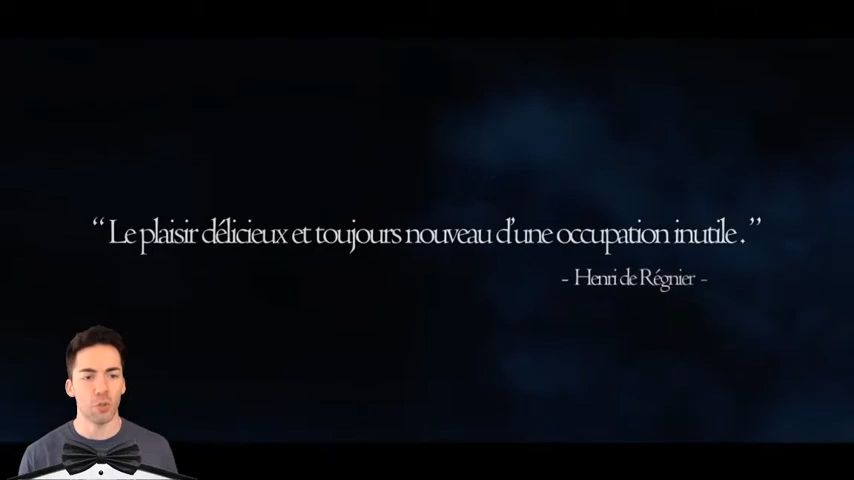 “ Le plaisir délicieux et toujours nouveau d’une occupation inutile . ”
- Henri de Régnier -